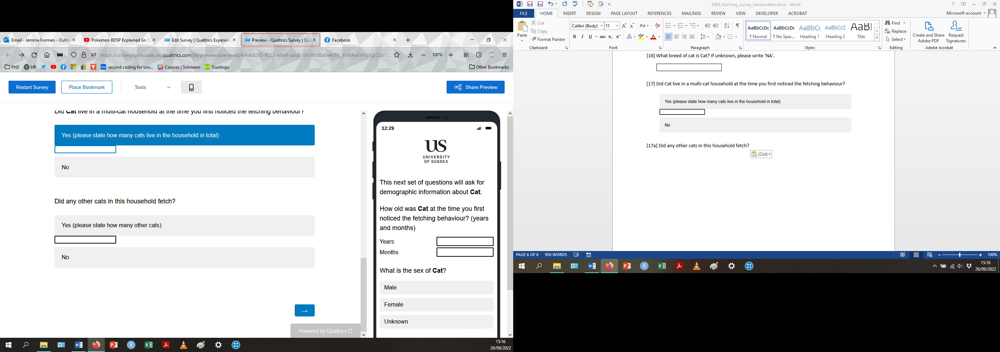 Email - Jemma Forman - Outlo
Pokemon BDSP Explained (in 12
Edit Survey | Qualtrics Experienc
Preview - Qualtrics Survey | Qua
Facebook
https://universityofsussex.eu.qualtrics.com/jfe/preview/previewId/64d683f2-f023-40e9-a5c8-0b1f0cf8a0e4/SV_6V8As4Ym26gi2Zo?Q
100%
ABP
PhD
HR
second coding for uns...
Courses | Sololearn
Duolingo
Other Bookmarks
Restart Survey
Place Bookmark
Tools
Share Preview
Did Cat live in a multi-cat household at the time you first noticed the fetching behaviour?
Yes (please state how many cats live in the household in total)
No
Did any other cats in this household fetch?
Yes (please state how many other cats)
No
→
Powered by Qualtrics
12:29
US
UNIVERSITY
OF SUSSEX
This next set of questions will ask for
demographic information about Cat.
How old was Cat at the time you first
noticed the fetching behaviour? (years
and months)
Years
Months
What is the sex of Cat?
Male
Female
Unknown
15:16
26/09/2022
ESM_fetching_survey_handwritten.docx - Word
FILE
HOME
INSERT
DESIGN
PAGE LAYOUT
REFERENCES
MAILINGS
REVIEW
VIEW
DEVELOPER
ACROBAT
Microsoft account
Paste
Cut
Copy
Format Painter
Clipboard
Calibri (Body)
11
Font
Paragraph
AaBbCcDc
¶ Normal
AaBbCcDc
¶ No Spac...
AaBbCc
Heading 1
AaBbCcE
Heading 2
AaBl
Title
Styles
Find
Replace
Select
Editing
Create and Share
Adobe PDF
Request
Signatures
Adobe Acrobat
[16] What breed of cat is Cat? If unknown, please write 'NA'.
[17] Did Cat live in a multi-cat household at the time you first noticed the fetching behaviour?
Yes (please state how many cats live in the household in total)
No
[17a] Did any other cats in this household fetch?
(Ctrl)
PAGE 6 OF 6
950 WORDS
100%
15:16
26/09/2022